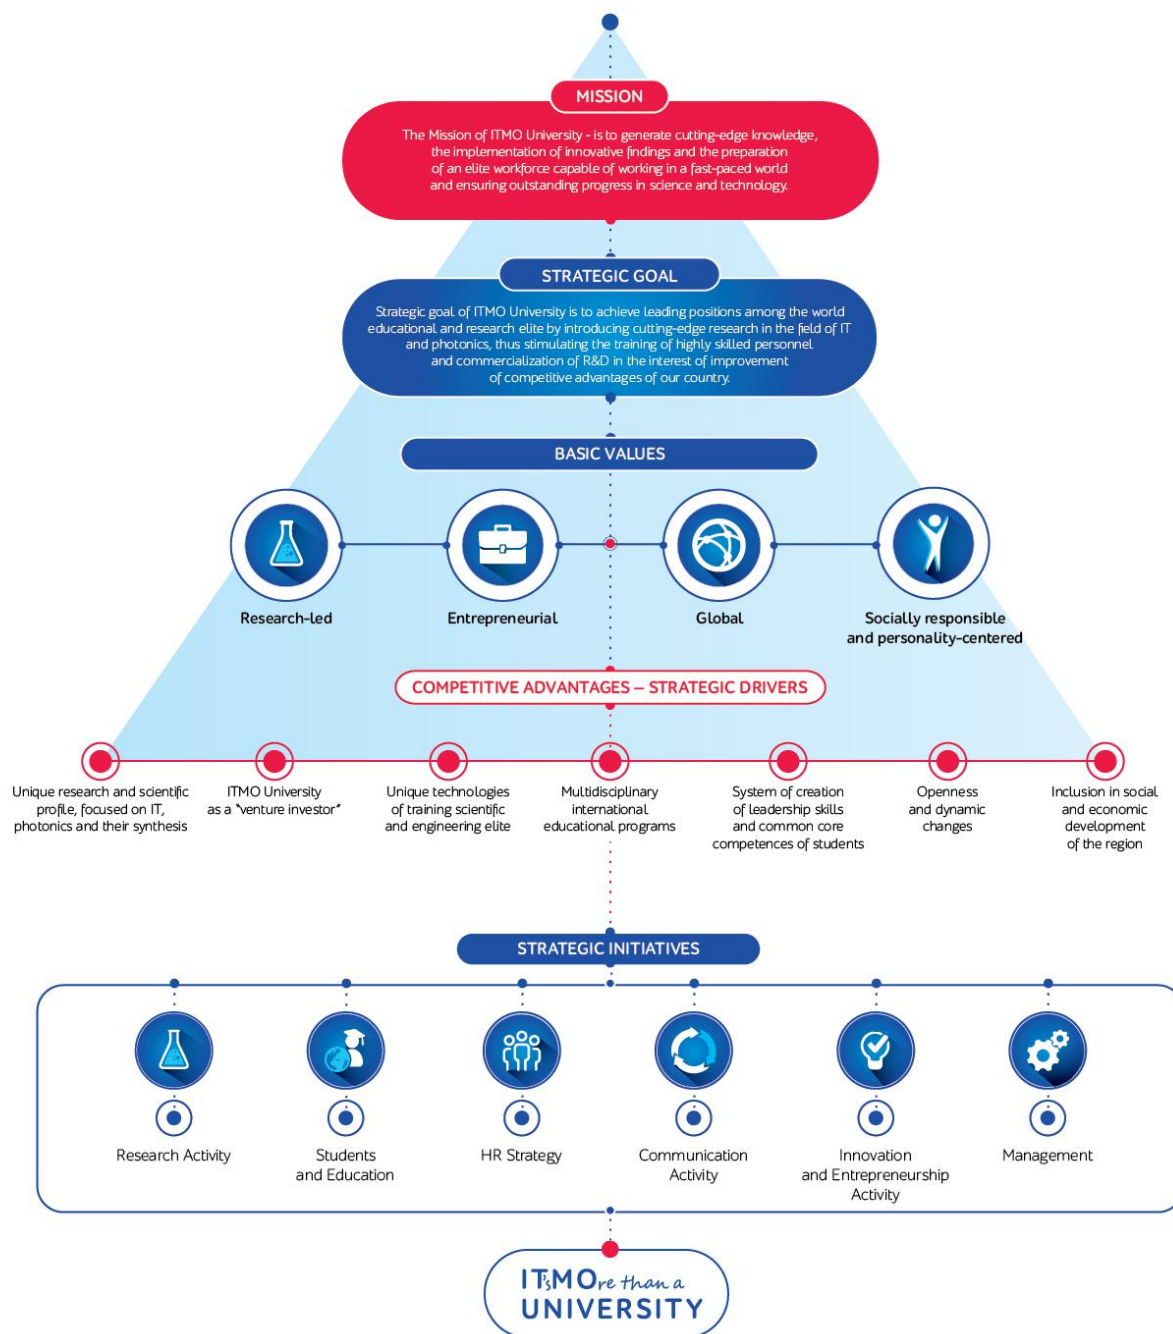 MISSION
The Mission of ITMO University - is to generate cutting-edge knowledge,
the implementation of innovative findings and the preparation
of an elite workforce capable of working in a fast-paced world
and ensuring outstanding progress in science and technology.
STRATEGIC GOAL
Strategic goal of ITMO University is to achieve leading positions among the world
educational and research elite by introducing cutting-edge research in the field of IT
and photonics, thus stimulating the training of highly skilled personnel
and commercialization of R&D in the interest of improvement
of competitive advantages of our country.
BASIC VALUES
Research-led
Entrepreneurial
Global
Socially responsible
and personality-centered
COMPETITIVE ADVANTAGES – STRATEGIC DRIVERS
Unique research and scientific
profile, focused on IT,
photonics and their synthesis
ITMO University
as a "venture investor"
Unique technologies
of training scientific
and engineering elite
Multidisciplinary
international
educational programs
System of creation
of leadership skills
and common core
competences of students
Openness
and dynamic
changes
Inclusion in social
and economic
development
of the region
STRATEGIC INITIATIVES
Research Activity
Students
and Education
HR Strategy
Communication
Activity
Innovation
and Entrepreneurship
Activity
Management
IT'sMOre than a
UNIVERSITY